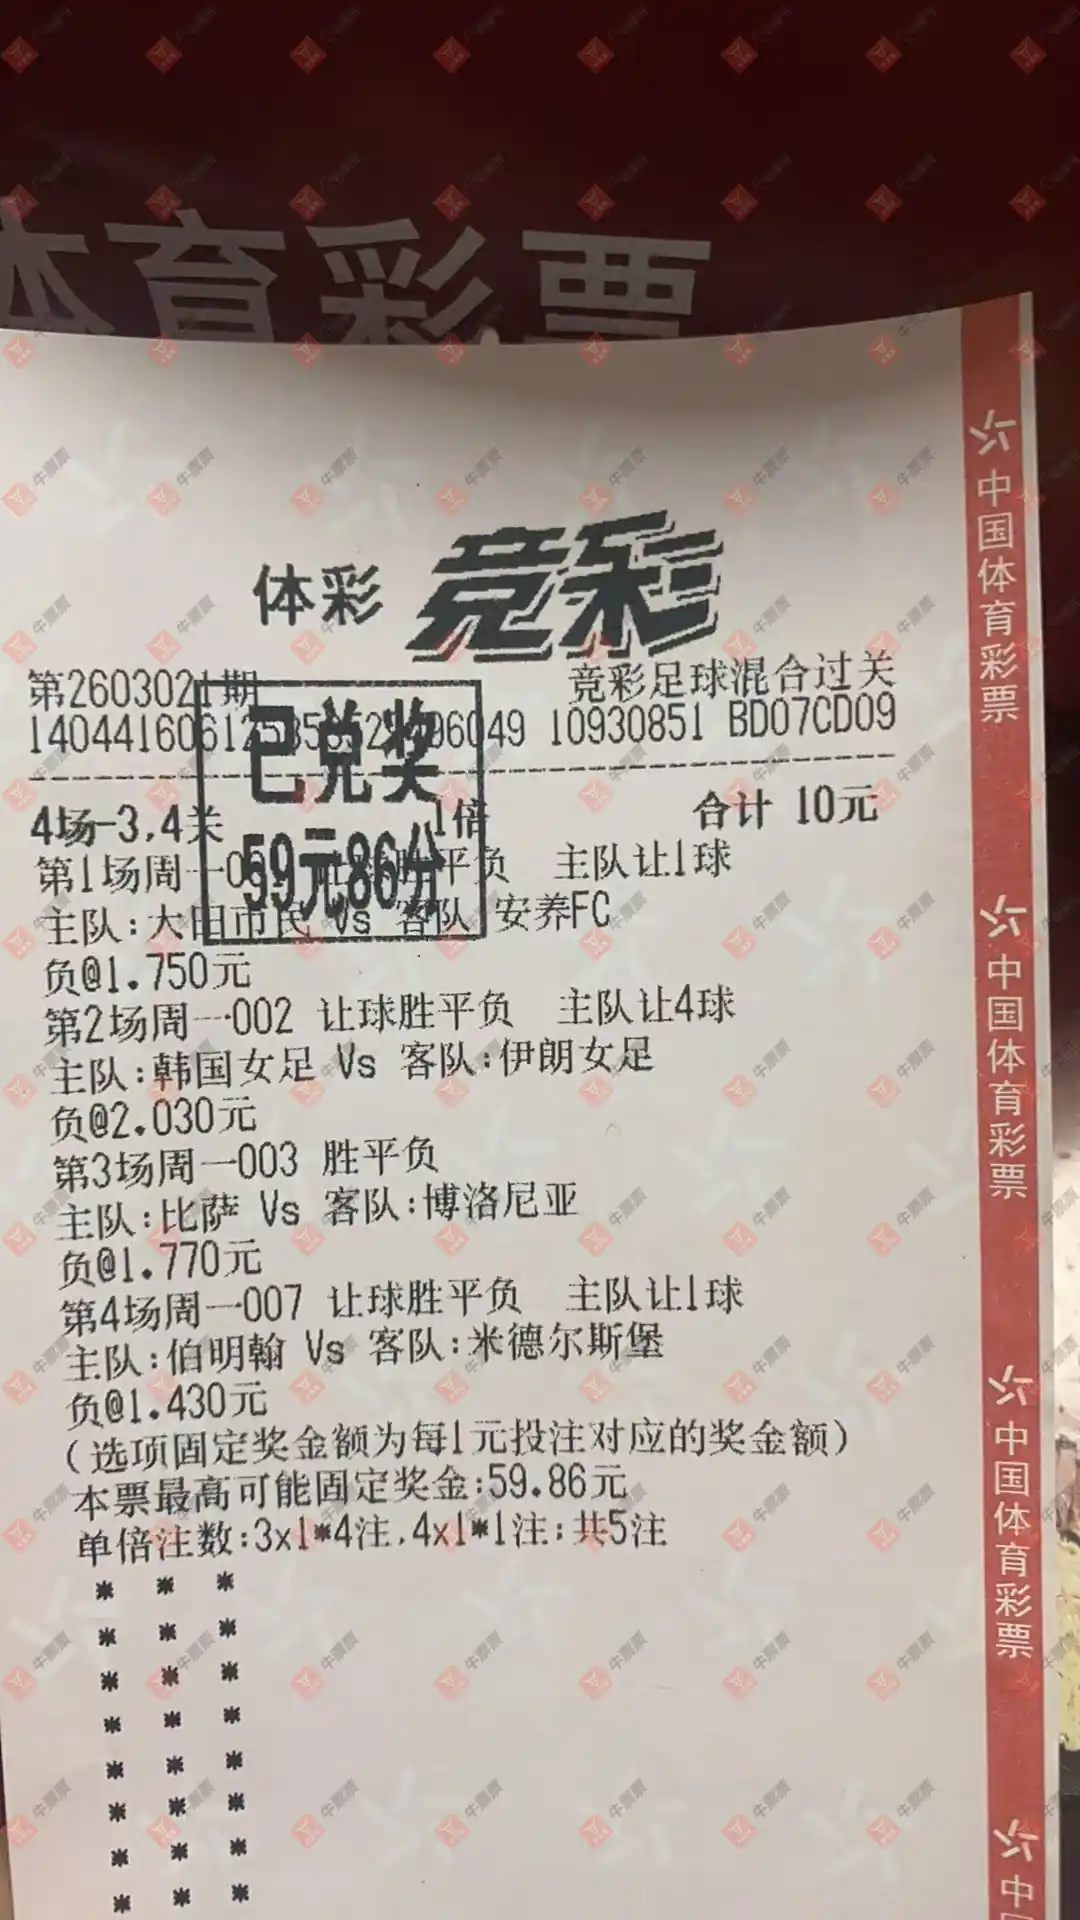 体育彩票
体彩 竞彩
第2603021期 竞彩足球混合过关
10930851 BD07CD09
已兑奖
59元86分
4场-3,4关 1倍 合计 10元
第1场周一 胜平负 主队让1球
主队:大田市民 Vs 客队 安养FC
负@1.750元
第2场周一002 让球胜平负 主队让4球
主队:韩国女足 Vs 客队:伊朗女足
负@2.030元
第3场周一003 胜平负
主队:比萨 Vs 客队:博洛尼亚
负@1.770元
第4场周一007 让球胜平负 主队让1球
主队:伯明翰 Vs 客队:米德尔斯堡
负@1.430元
(选项固定奖金额为每1元投注对应的奖金额)
本票最高可能固定奖金:59.86元
单倍注数:3x1*4注,4x1*1注;共5注
* * *
* * *
* * *
* * *
* * *
* * *
* * *
* * *
中国体育彩票
中国体育彩票
中国体育彩票
中国
牛票票